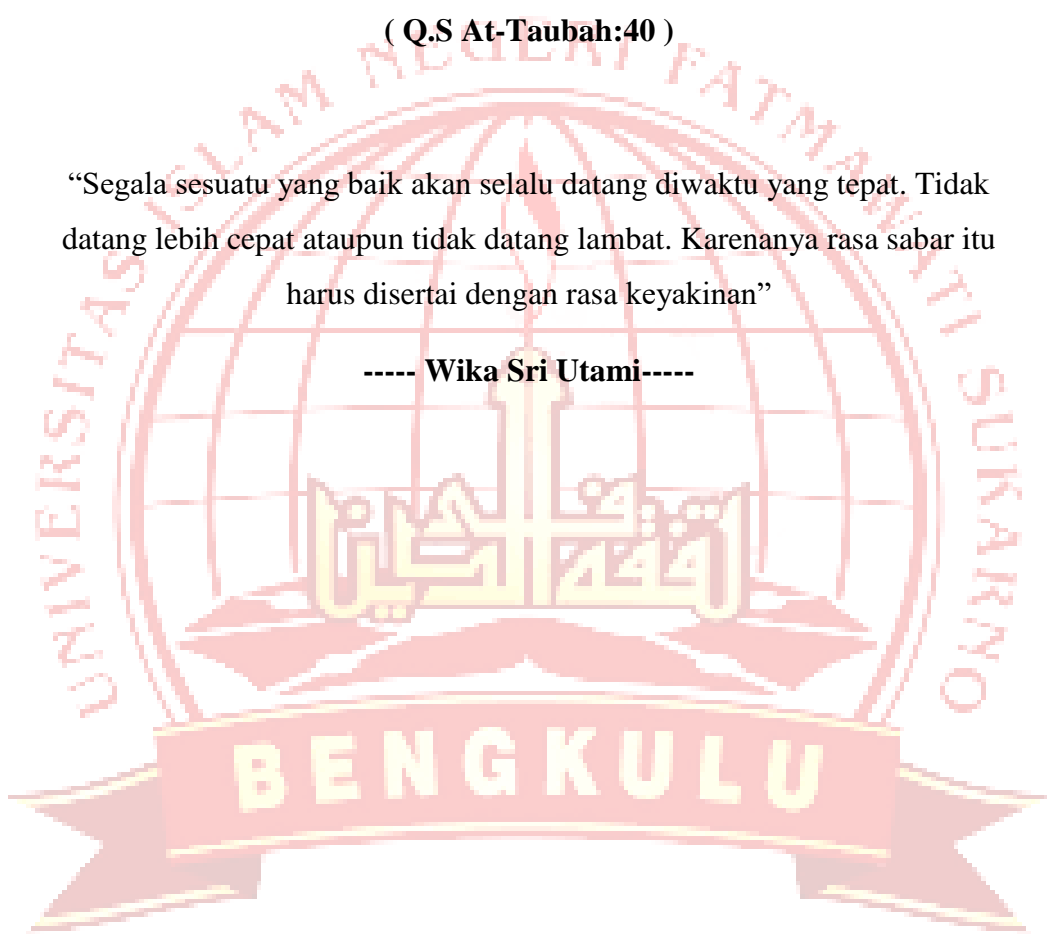 ( Q.S At-Taubah:40 )
UNIVERSITAS ISLAM NEGERI FATMAWATI SUKARNO
“Segala sesuatu yang baik akan selalu datang diwaktu yang tepat. Tidak
datang lebih cepat ataupun tidak datang lambat. Karenanya rasa sabar itu
harus disertai dengan rasa keyakinan”
----- Wika Sri Utami-----
BENGKULU